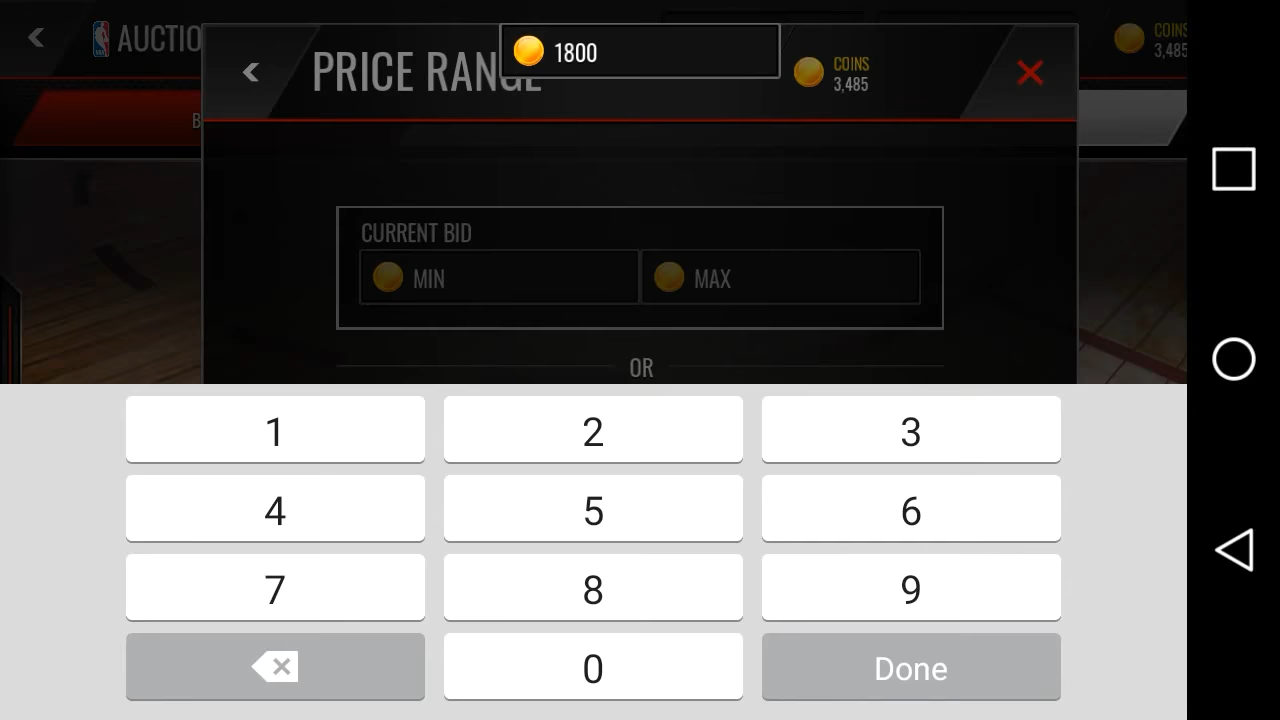 AUCTIO
1800
PRICE RANGE
COINS
3,485
COINS
3,485
B
CURRENT BID
MIN
MAX
OR
1
2
3
4
5
6
7
8
9
0
Done